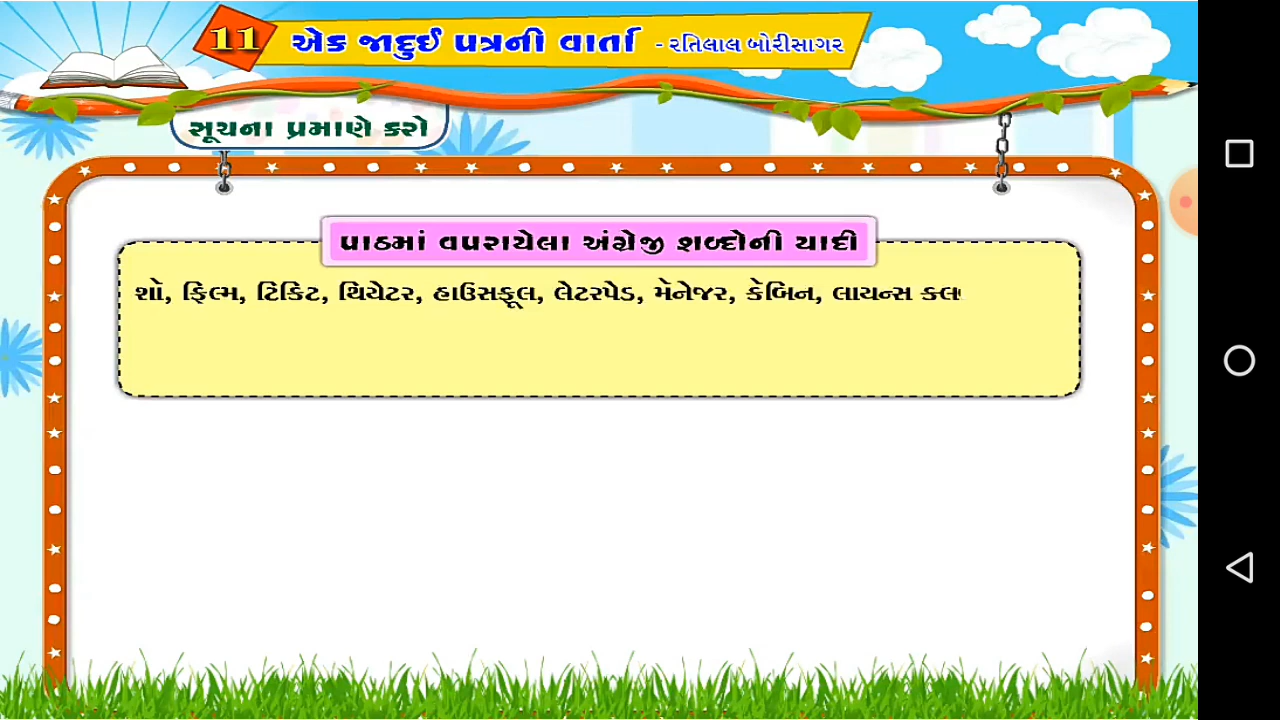 11 એક જાદુઈ પત્રની વાર્તા - રતિલાલ બોરીસાગર
સૂચના પ્રમાણે કરો
પાઠમાં વપરાયેલા અંગ્રેજી શબ્દોની યાદી
શો, ફિલ્મ, ટિકિટ, થિયેટર, હાઉસફૂલ, લેટરપેડ, મેનેજર, કેબિન, લાયન્સ